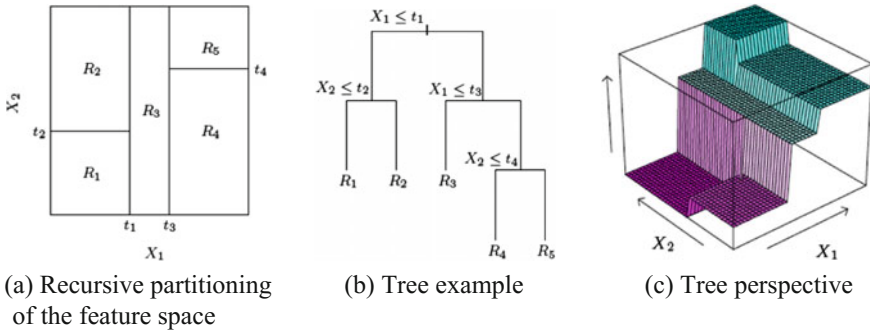 R₅
R₂
t₄
X₂
R₃
t₂
R₄
R₁
t₁ t₃
X₁
(a) Recursive partitioning
of the feature space
X₁ ≤ t₁
X₂ ≤ t₂ X₁ ≤ t₃
X₂ ≤ t₄
R₁ R₂ R₃
R₄ R₅
(b) Tree example
X₂ X₁
(c) Tree perspective